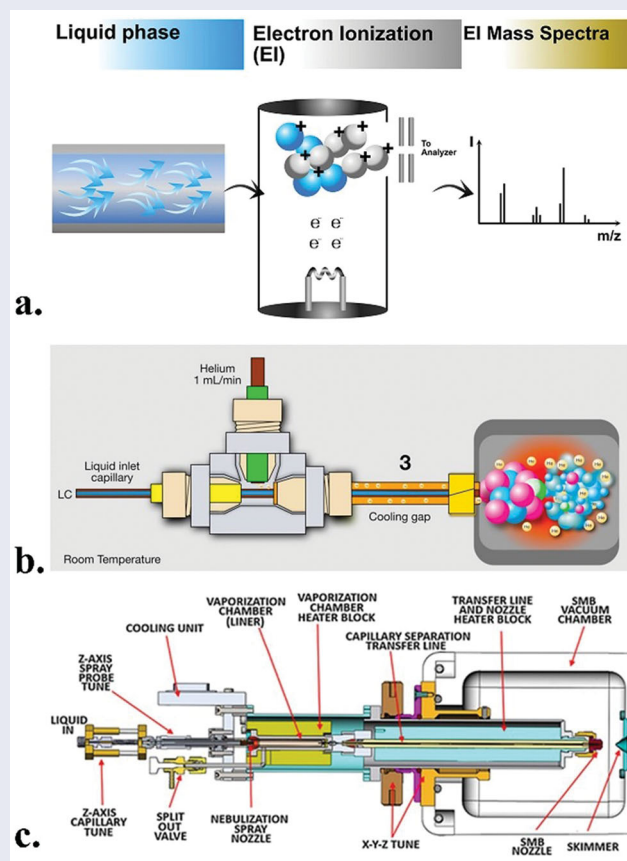 Liquid phase
Electron Ionization
(EI)
EI Mass Spectra
+ + + + + + +
To
Analyzer
I
e⁻ e⁻
e⁻ e⁻
m/z
a.
Helium
1 mL/min
Liquid inlet
capillary
LC
3
Cooling gap
Room Temperature
b.
COOLING UNIT
VAPORIZATION
CHAMBER
(LINER)
VAPORIZATION
CHAMBER
HEATER BLOCK
CAPILLARY SEPARATION
TRANSFER LINE
TRANSFER LINE
AND NOZZLE
HEATER BLOCK
SMB
VACUUM
CHAMBER
Z-AXIS
SPRAY
PROBE
TUNE
LIQUID
IN
Z-AXIS
CAPILLARY
TUNE
SPLIT
OUT
VALVE
NEBULIZATION
SPRAY NOZZLE
X-Y-Z TUNE
SMB
NOZZLE
SKIMMER
c.